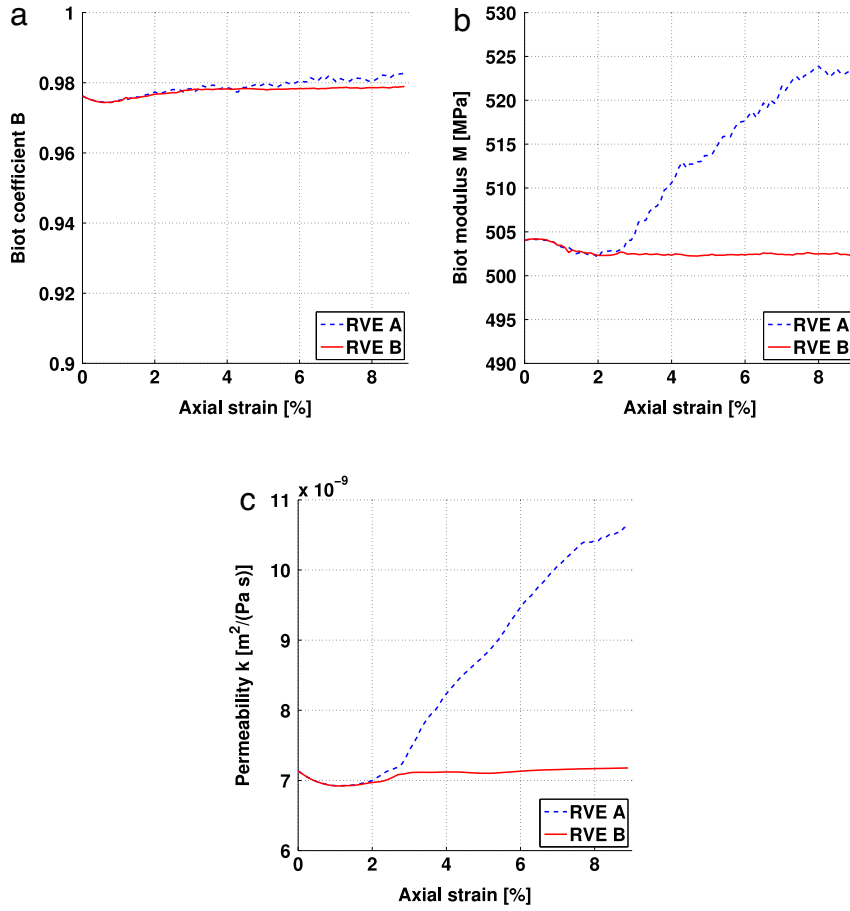 a
1
0.98
0.96
0.94
0.92
0.9
0 2 4 6 8
Biot coefficient B
Axial strain [%]
RVE A
RVE B
b
530
525
520
515
510
505
500
495
490
0 2 4 6 8
Biot modulus M [MPa]
Axial strain [%]
RVE A
RVE B
c
x 10⁻⁹
11
10
9
8
7
6
0 2 4 6 8
Permeability k [m²/(Pa s)]
Axial strain [%]
RVE A
RVE B